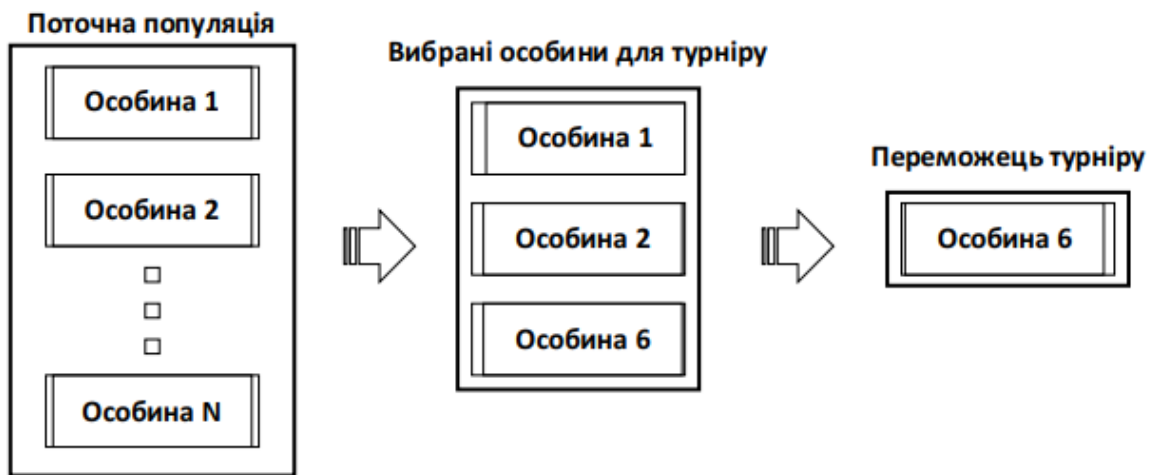 Поточна популяція
Особина 1
Особина 2
Особина N
Вибрані особини для турніру
Особина 1
Особина 2
Особина 6
Переможець турніру
Особина 6